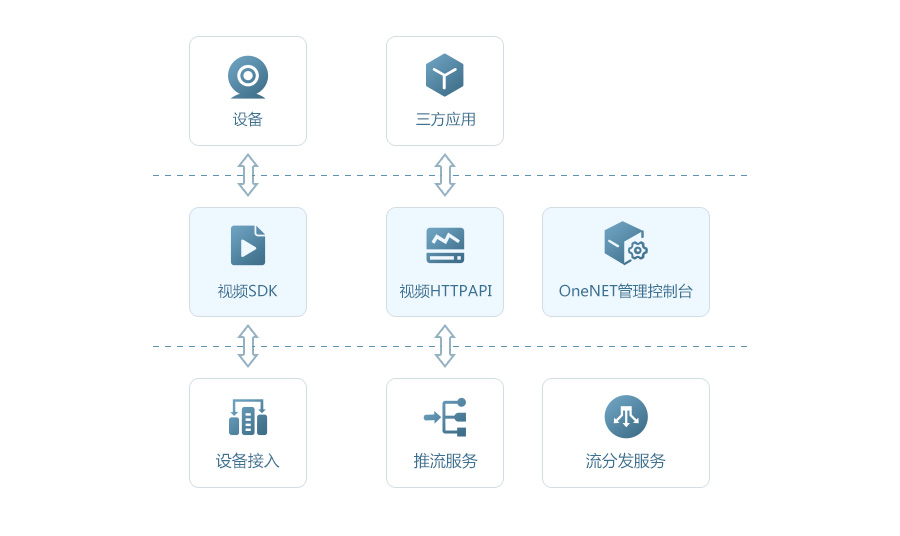 设备
三方应用
视频SDK
视频HTTPAPI
OneNET管理控制台
设备接入
推流服务
流分发服务